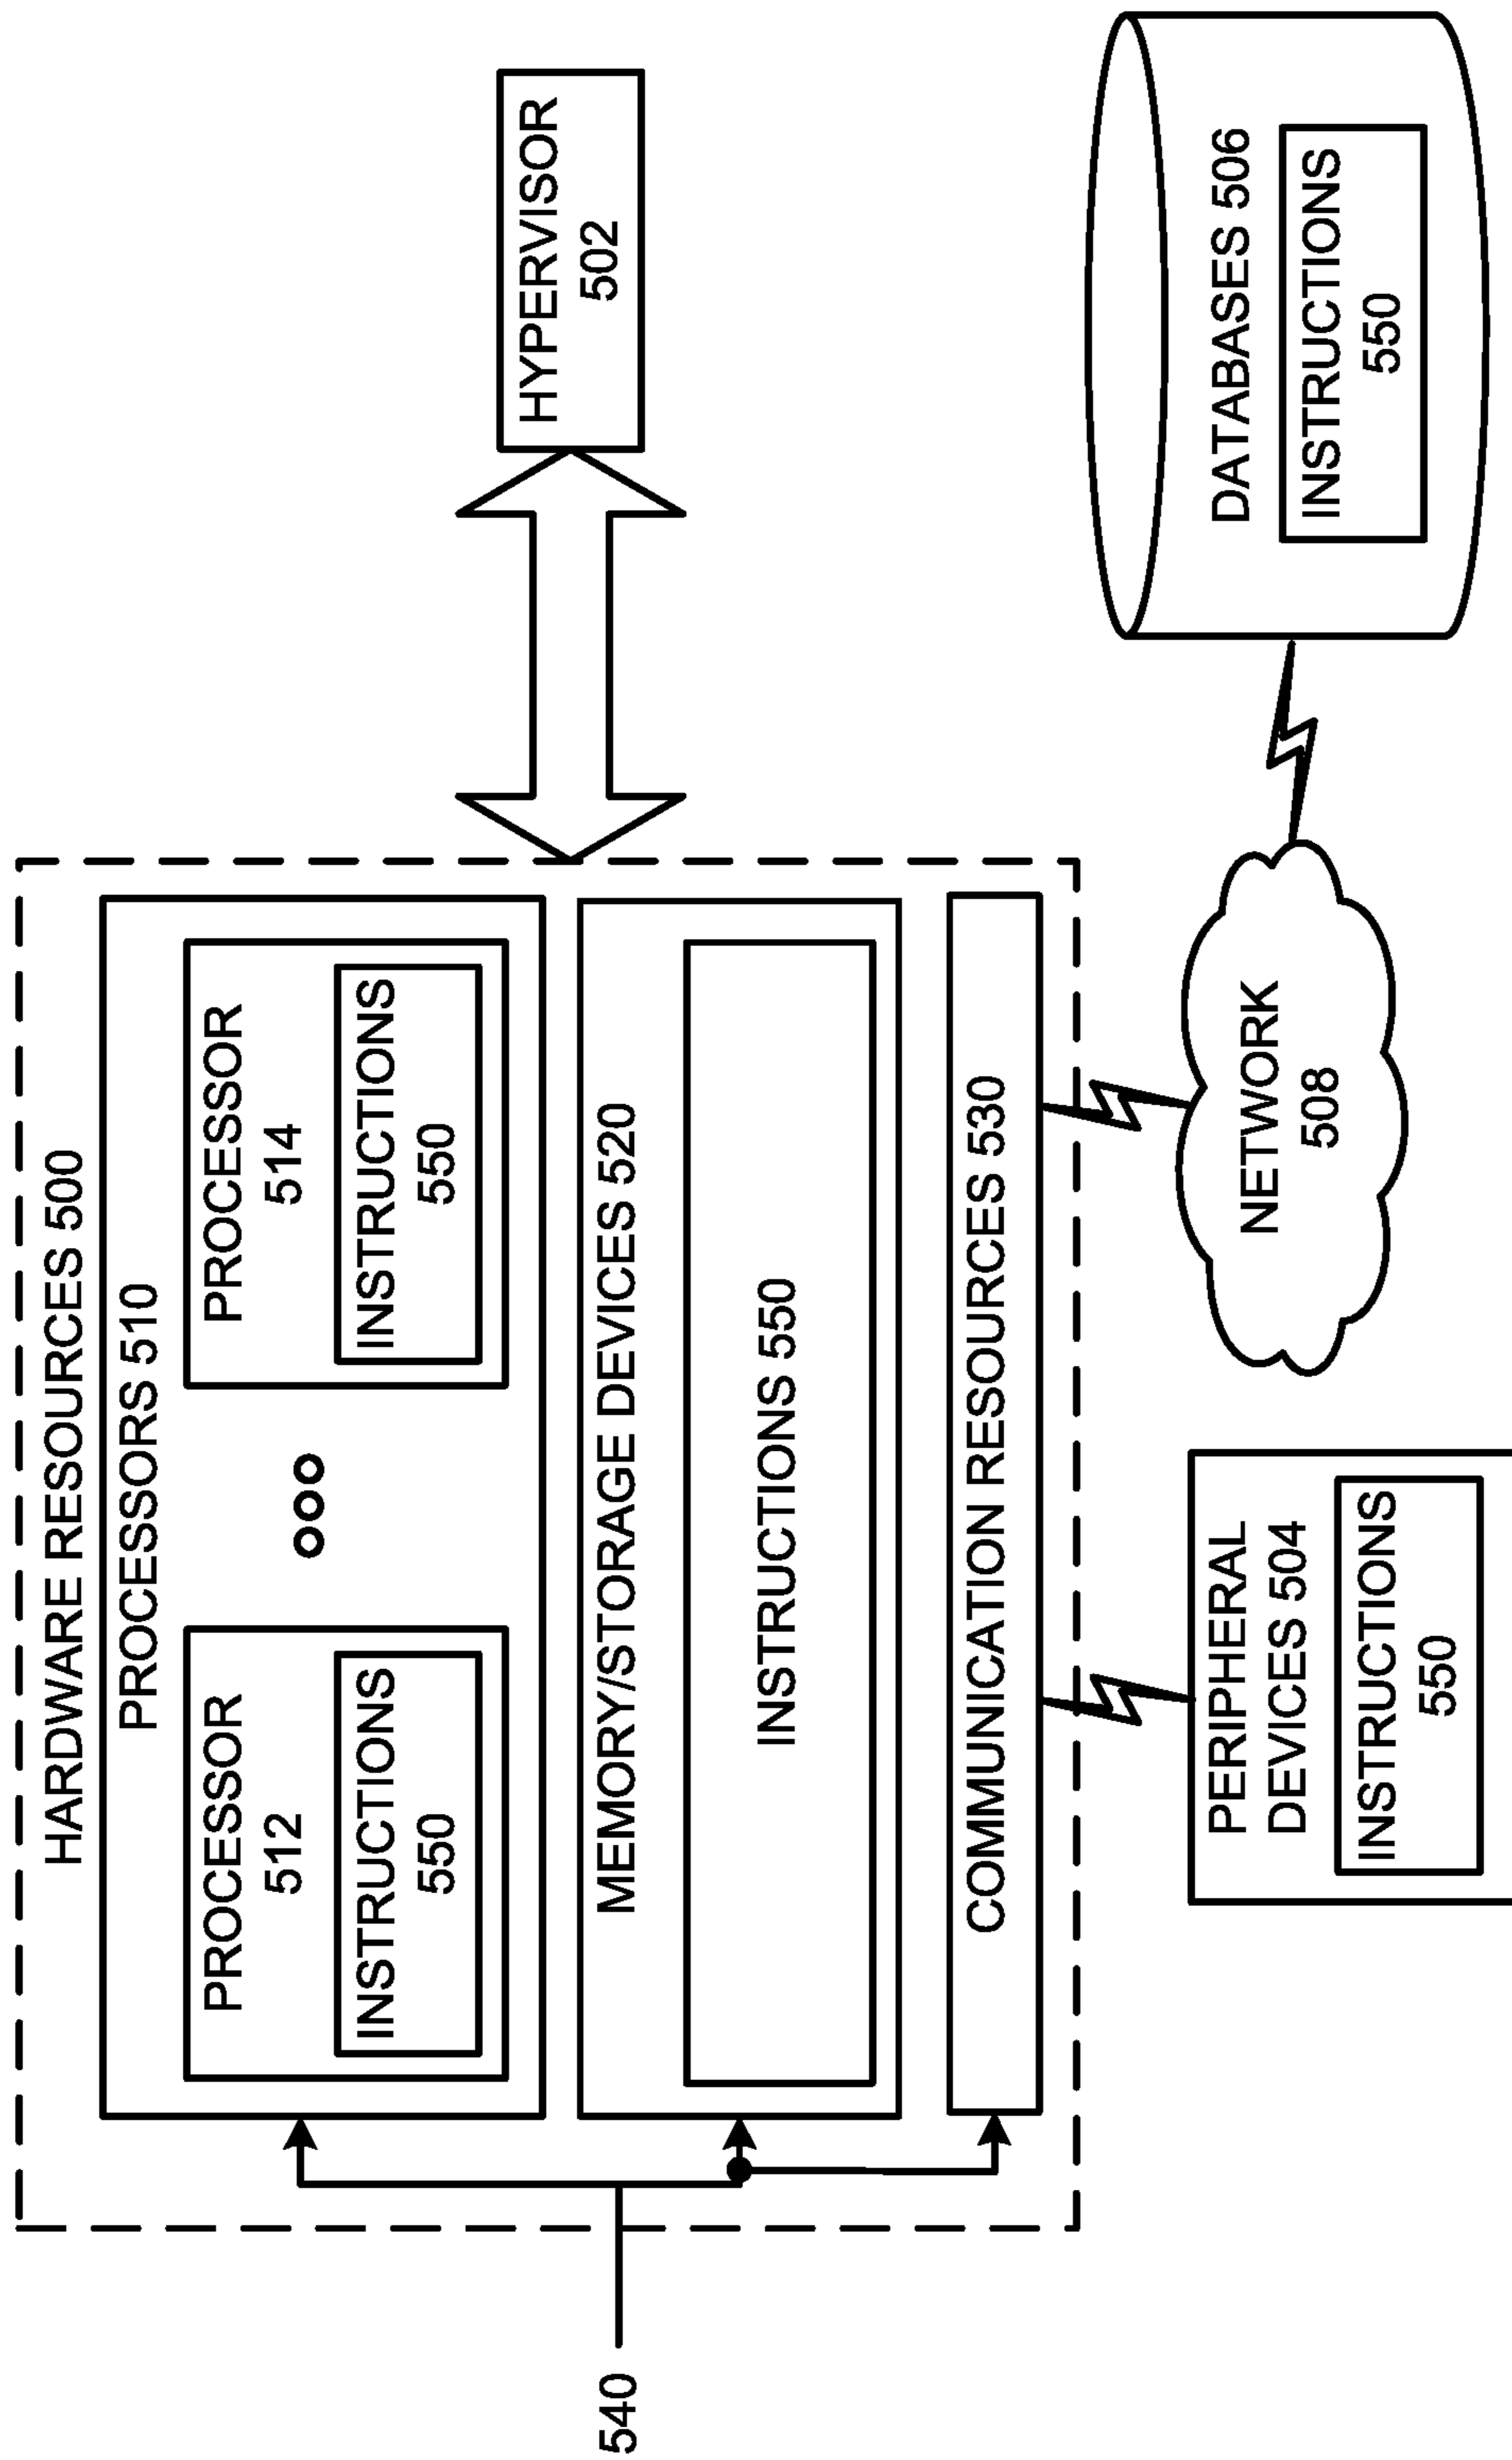 HARDWARE RESOURCES 500
PROCESSORS 510
PROCESSOR
512
INSTRUCTIONS
550
PROCESSOR
514
INSTRUCTIONS
550
MEMORY/STORAGE DEVICES 520
INSTRUCTIONS 550
COMMUNICATION RESOURCES 530
540
HYPERVISOR
502
PERIPHERAL
DEVICES 504
INSTRUCTIONS
550
NETWORK
508
DATABASES 506
INSTRUCTIONS
550